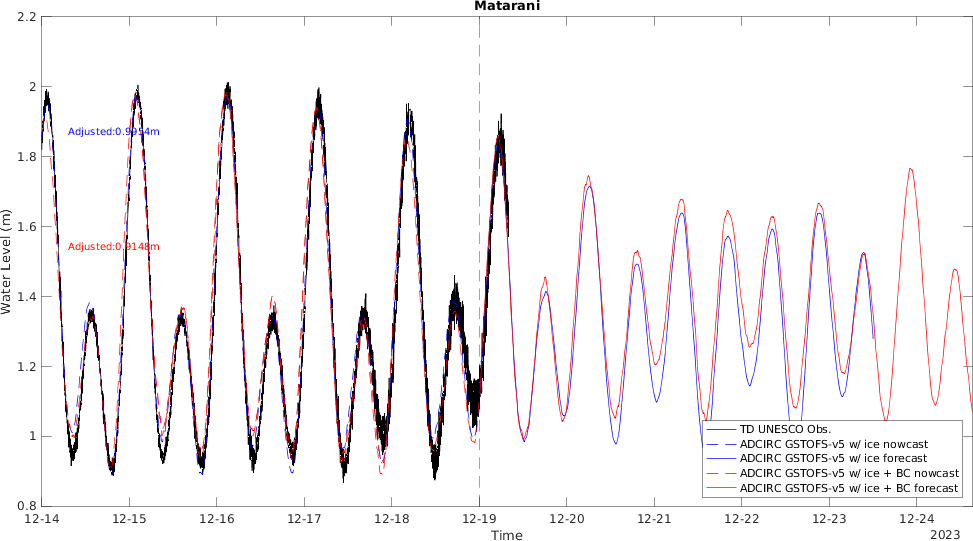 Matarani
2.2
2
1.8
1.6
1.4
1.2
1
0.8
Water Level (m)
Adjusted:0.9954m
Adjusted:0.9148m
TD UNESCO Obs.
ADCIRC GSTOFS-v5 w/ ice nowcast
ADCIRC GSTOFS-v5 w/ ice forecast
ADCIRC GSTOFS-v5 w/ ice + BC nowcast
ADCIRC GSTOFS-v5 w/ ice + BC forecast
12-14 12-15 12-16 12-17 12-18 12-19 12-20 12-21 12-22 12-23 12-24
Time
2023